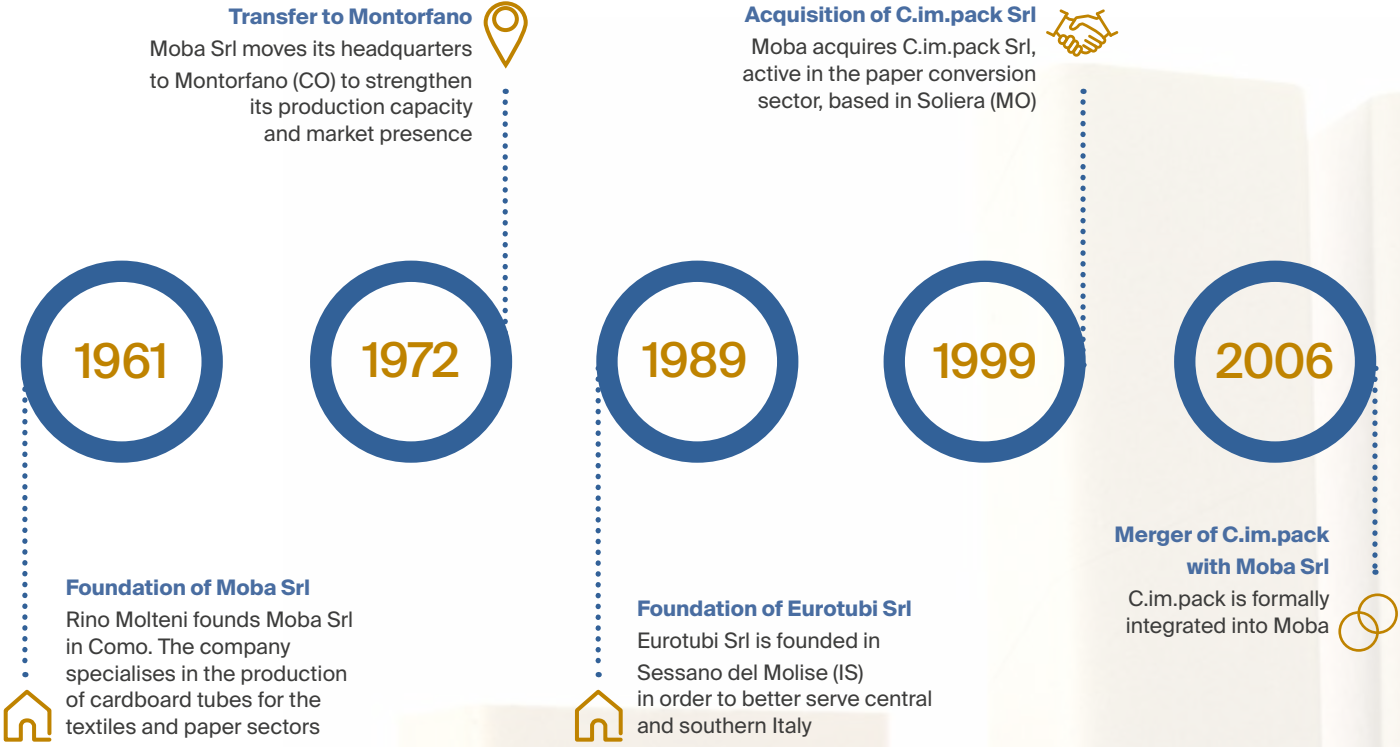 Transfer to Montorfano
Moba Srl moves its headquarters
to Montorfano (CO) to strengthen
its production capacity
and market presence
Acquisition of C.im.pack Srl
Moba acquires C.im.pack Srl,
active in the paper conversion
sector, based in Soliera (MO)
1961
1972
1989
1999
2006
Foundation of Moba Srl
Rino Molteni founds Moba Srl
in Como. The company
specialises in the production
of cardboard tubes for the
textiles and paper sectors
Foundation of Eurotubi Srl
Eurotubi Srl is founded in
Sessano del Molise (IS)
in order to better serve central
and southern Italy
Merger of C.im.pack
with Moba Srl
C.im.pack is formally
integrated into Moba